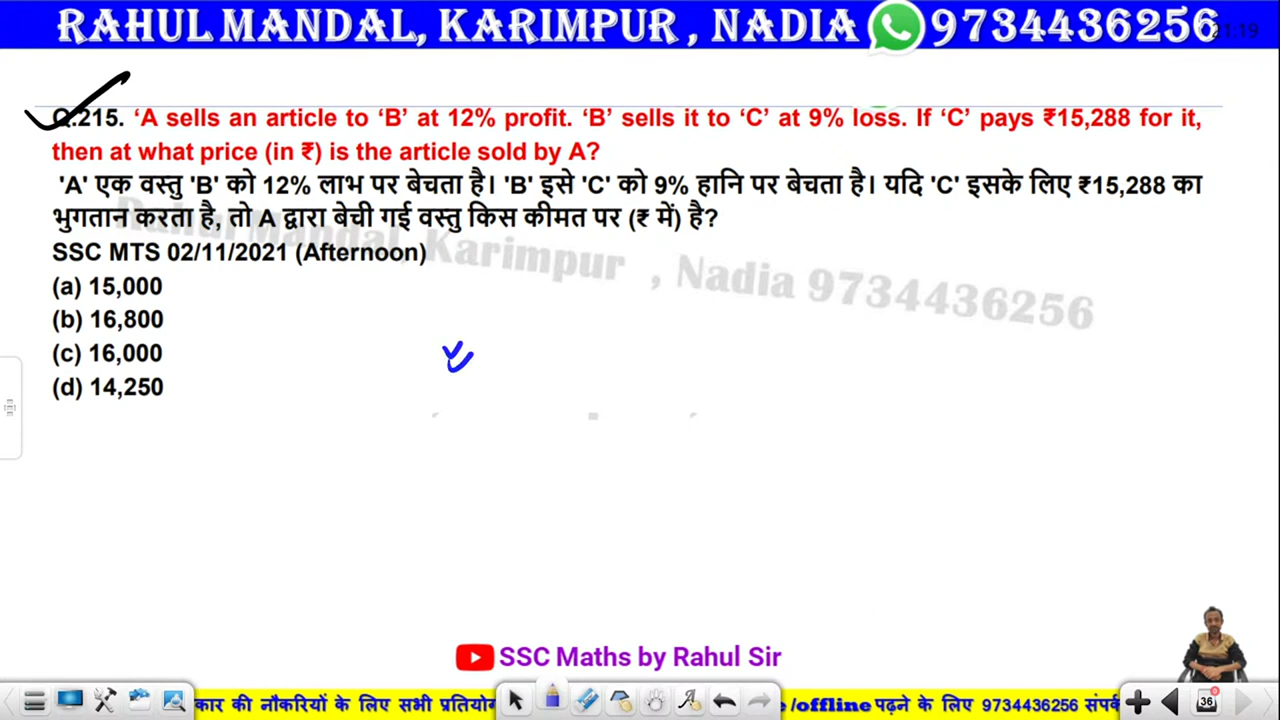 RAHUL MANDAL, KARIMPUR , NADIA 9734436256
21:19
Q.215. ‘A sells an article to ‘B’ at 12% profit. ‘B’ sells it to ‘C’ at 9% loss. If ‘C’ pays ₹15,288 for it,
then at what price (in ₹) is the article sold by A?
'A' एक वस्तु 'B' को 12% लाभ पर बेचता है। 'B' इसे 'C' को 9% हानि पर बेचता है। यदि 'C' इसके लिए ₹15,288 का
भुगतान करता है, तो A द्वारा बेची गई वस्तु किस कीमत पर (₹ में) है?
Rahul Mandal, Karimpur , Nadia 9734436256
SSC MTS 02/11/2021 (Afternoon)
(a) 15,000
(b) 16,800
(c) 16,000
(d) 14,250
SSC Maths by Rahul Sir
कार की नौकरियों के लिए सभी प्रतियो
/offline पढ़ने के लिए 9734436256 संपर्क
36